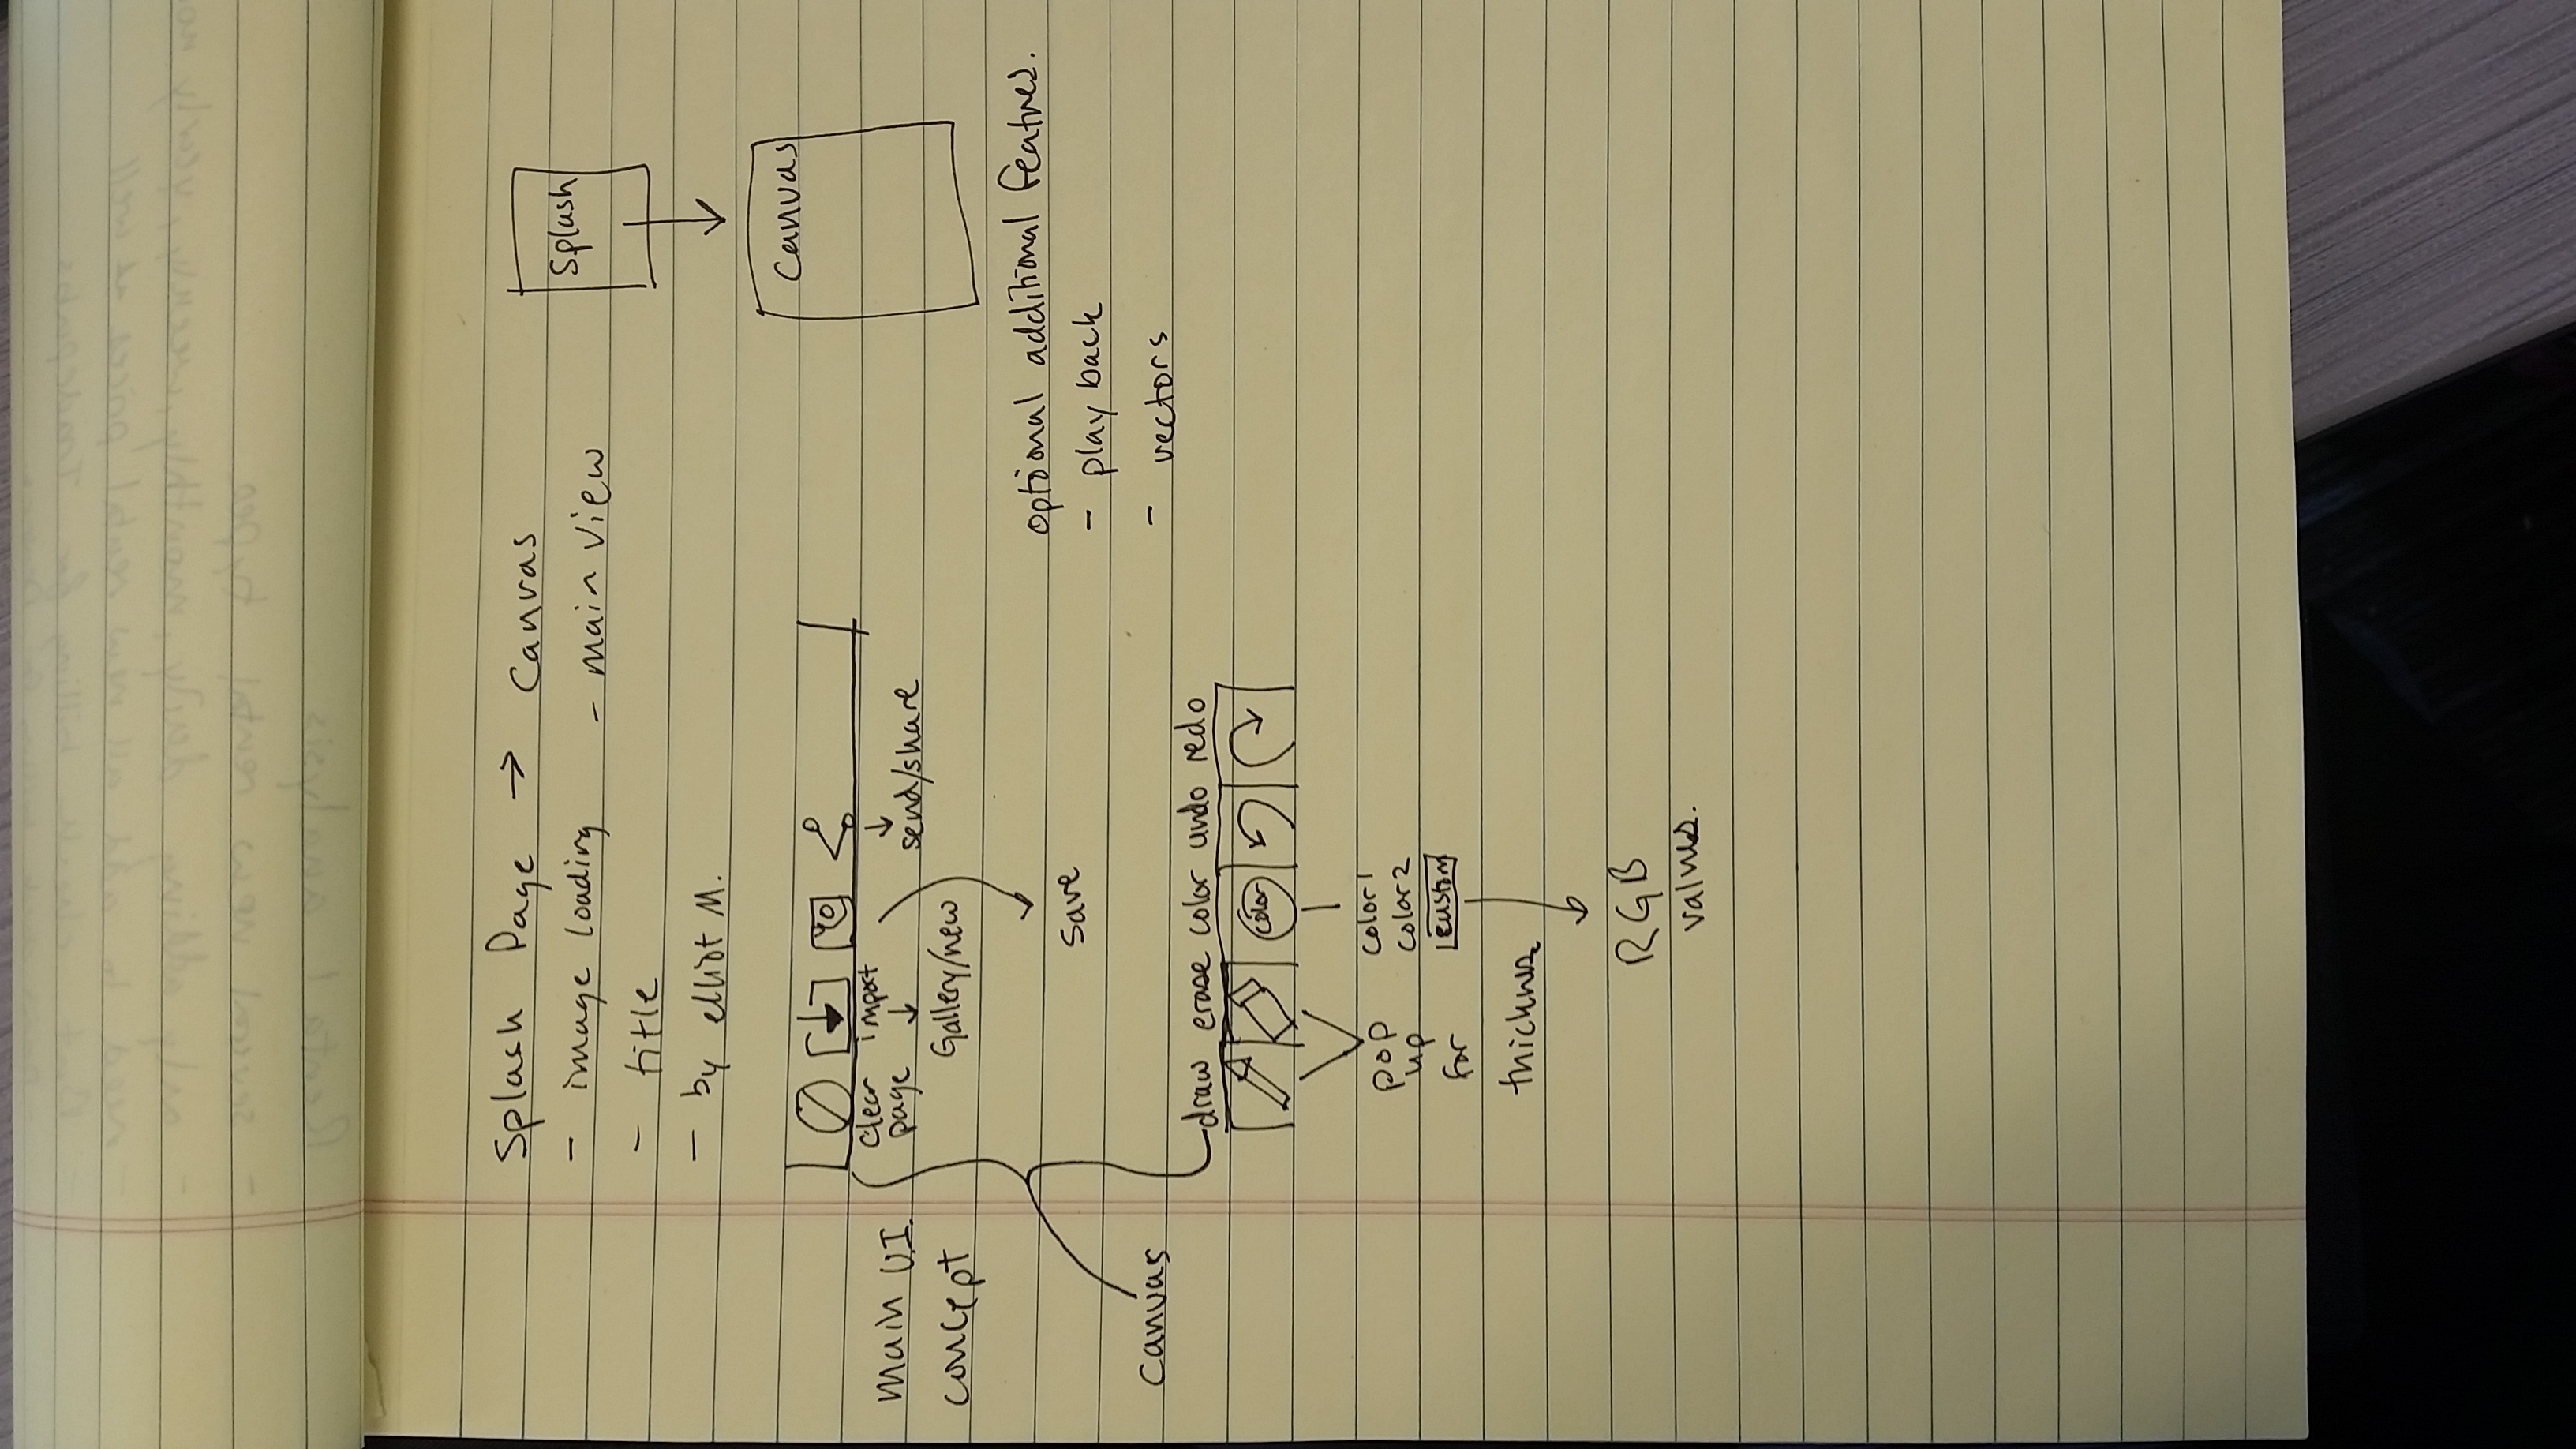 Splash Page → Canvas
- image loading - main view
- title
- by elliot M.
Splash
Canvas
main UI
concept
clear page
import
Gallery/new
save
send/share
canvas
draw erase color undo redo
color
pop
up
for
thickness
color1
color2
custom
RGB
values.
optional additional features.
- play back
- vectors